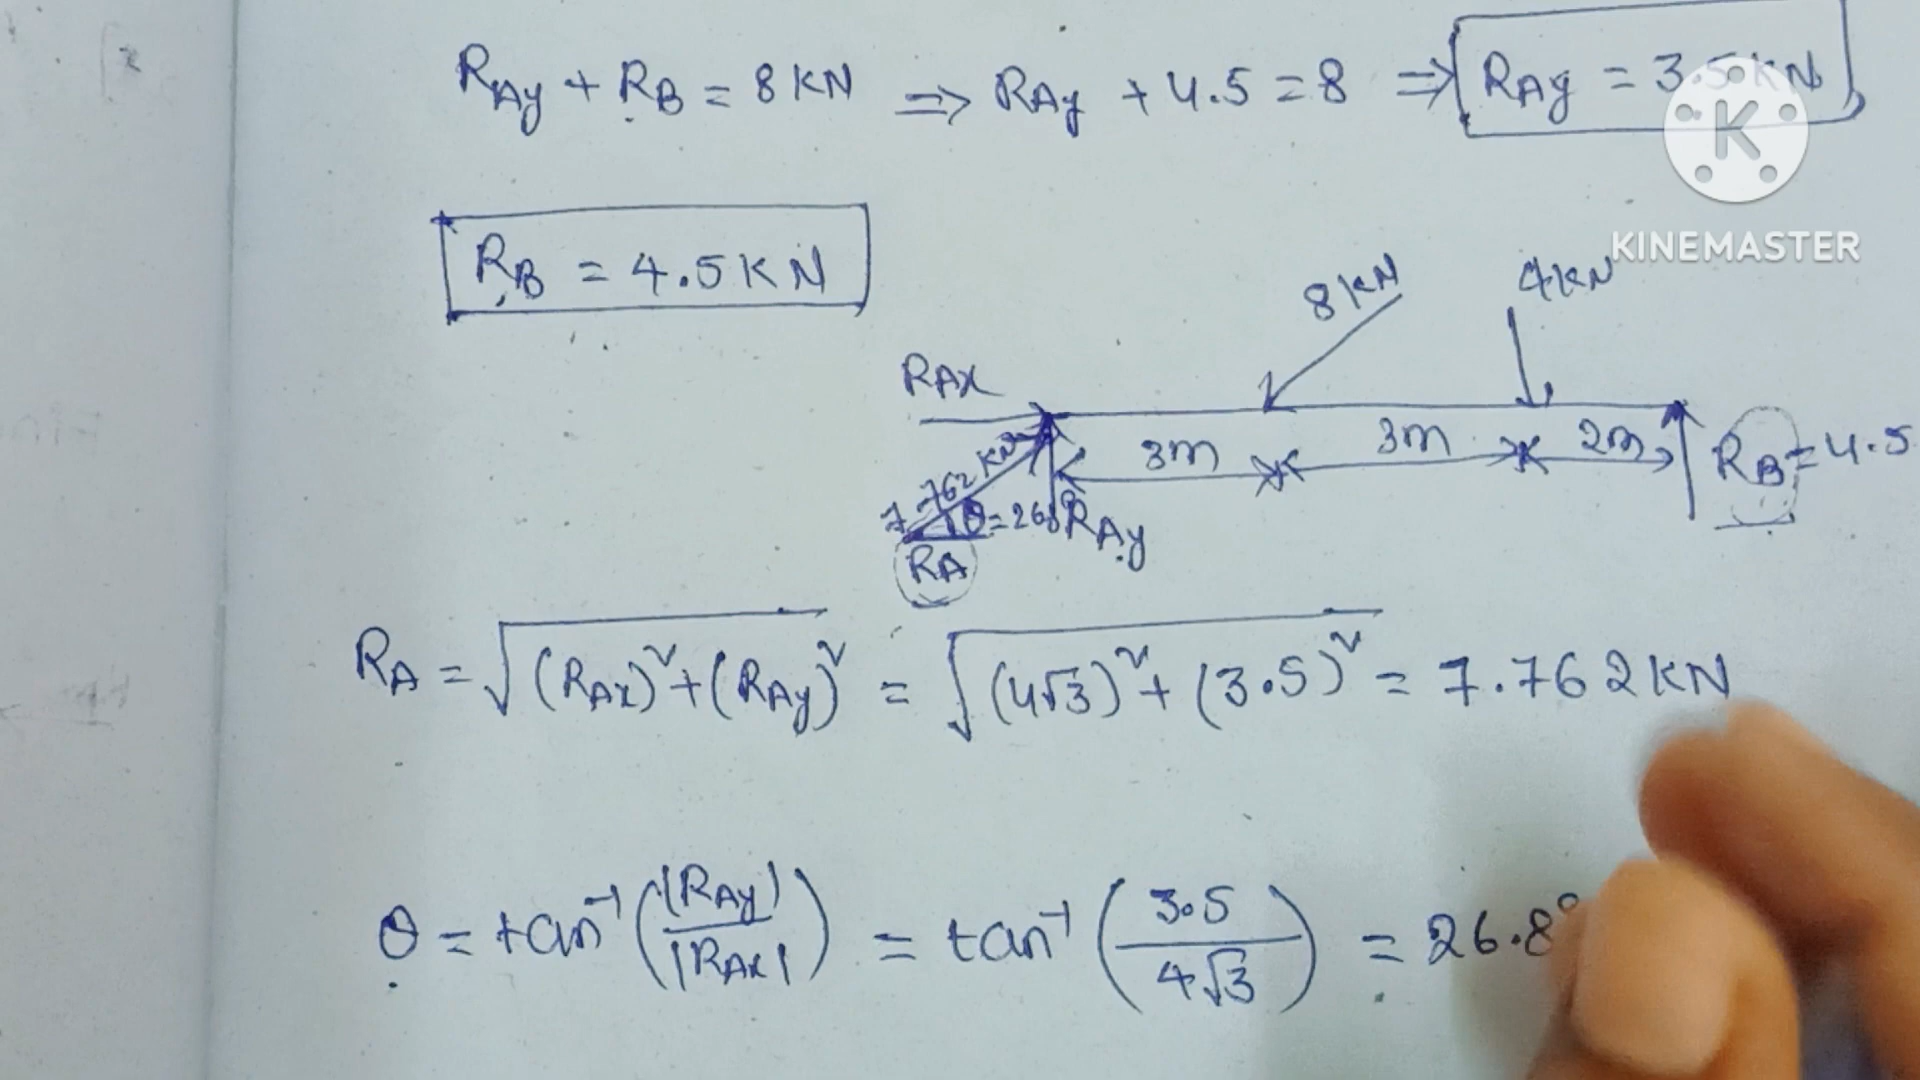 RAy + RB = 8 KN ⇒ RAy + 4.5 = 8 ⇒ RAy = 3.5 KN
K
KINEMASTER
RB = 4.5 KN
8 KN 4 KN
RAX
3m 3m 2m RB = 4.5
7.762 KN
θ = 26.8° RAy
RA
RA = √(RAx)² + (RAy)² = √(4√3)² + (3.5)² = 7.762 KN
θ = tan⁻¹ (|RAy| / |RAx|) = tan⁻¹ (3.5 / 4√3) = 26.8°